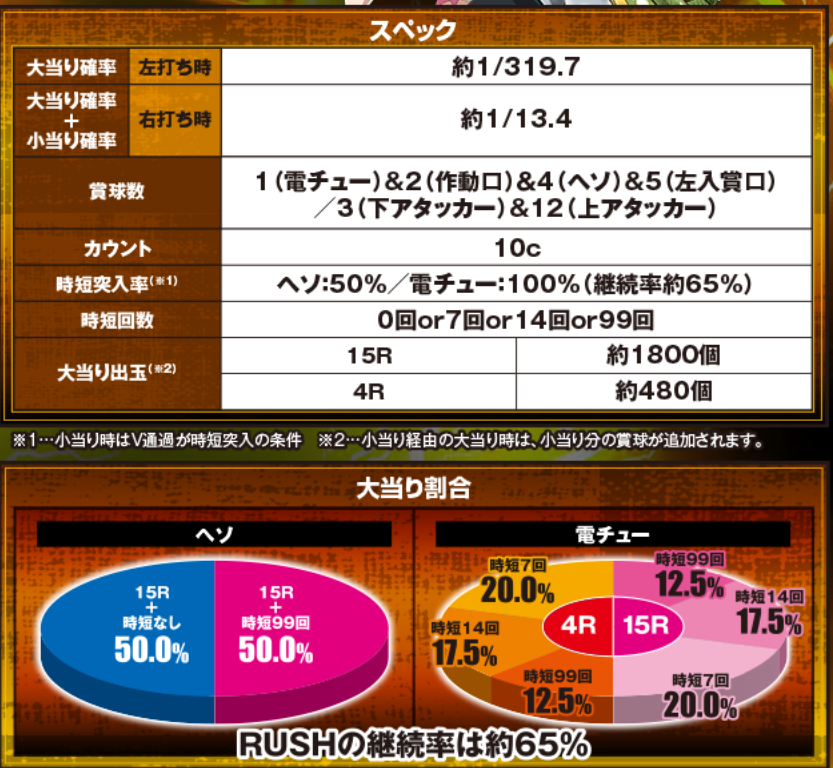 スペック
大当り確率 左打ち時 約1/319.7
大当り確率
+
小当り確率
右打ち時 約1/13.4
賞球数
1(電チュー)&2(作動口)&4(ヘソ)&5(左入賞口)
/3(下アタッカー)&12(上アタッカー)
カウント 10c
時短突入率(※1) ヘソ:50%/電チュー:100%(継続率約65%)
時短回数 0回or7回or14回or99回
大当り出玉(※2)
15R 約1800個
4R 約480個
※1…小当り時はV通過が時短突入の条件 ※2…小当り経由の大当り時は、小当り分の賞球が追加されます。
大当り割合
ヘソ
15R
+
時短なし
50.0%
15R
+
時短99回
50.0%
電チュー
4R
15R
時短99回
12.5%
時短14回
17.5%
時短7回
20.0%
時短99回
12.5%
時短14回
17.5%
時短7回
20.0%
RUSHの継続率は約65%